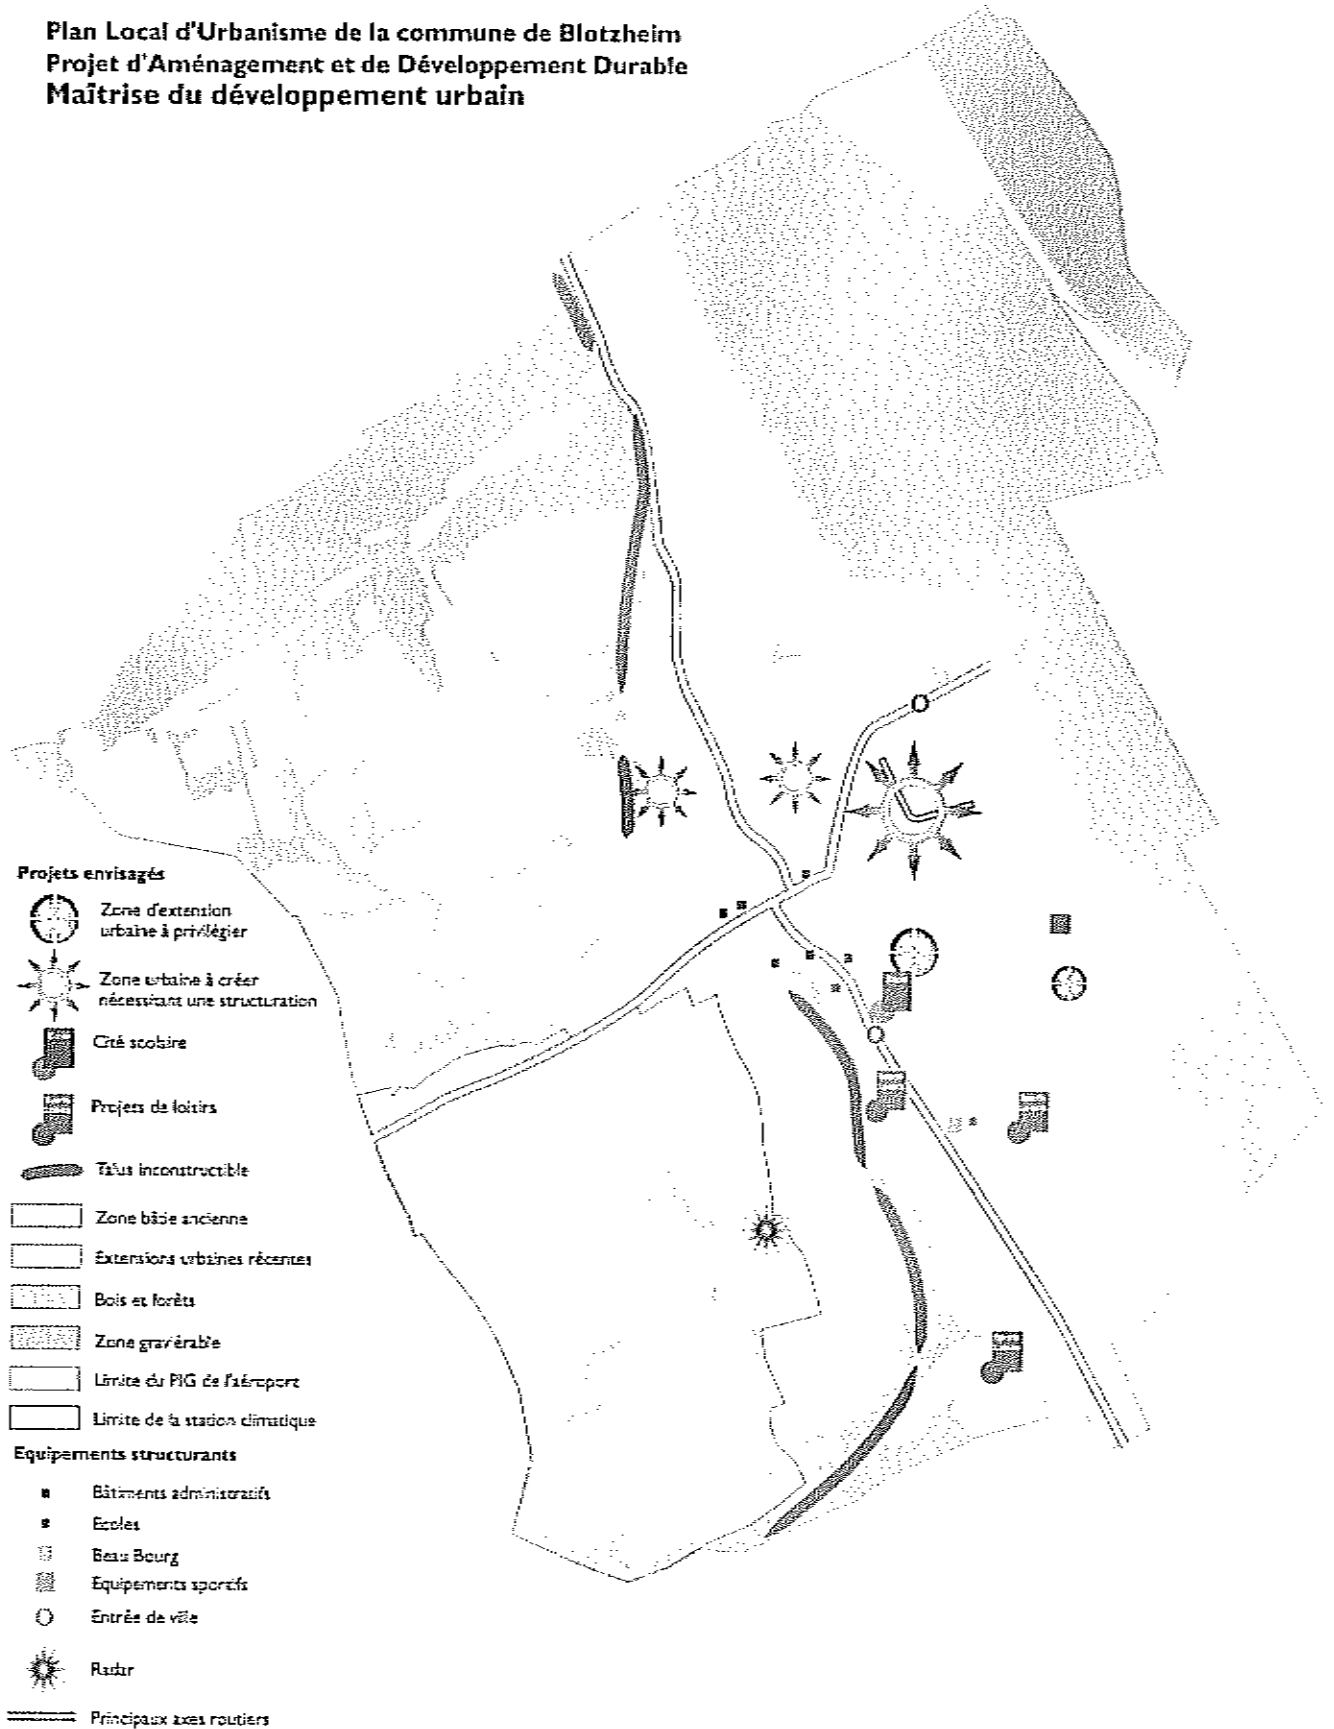 Plan Local d'Urbanisme de la commune de Blotzheim
Projet d'Aménagement et de Développement Durable
Maîtrise du développement urbain
Projets envisagés
Zone d'extension
urbaine à privilégier
Zone urbaine à créer
nécessitant une structuration
Cité scolaire
Projets de loisirs
Talus inconstructible
Zone bâtie ancienne
Extensions urbaines récentes
Bois et forêts
Zone graviérable
Limite du PIG de l'aéroport
Limite de la station climatique
Equipements structurants
Bâtiments administratifs
Ecoles
Beau Bourg
Equipements sportifs
Entrée de ville
Radar
Principaux axes routiers